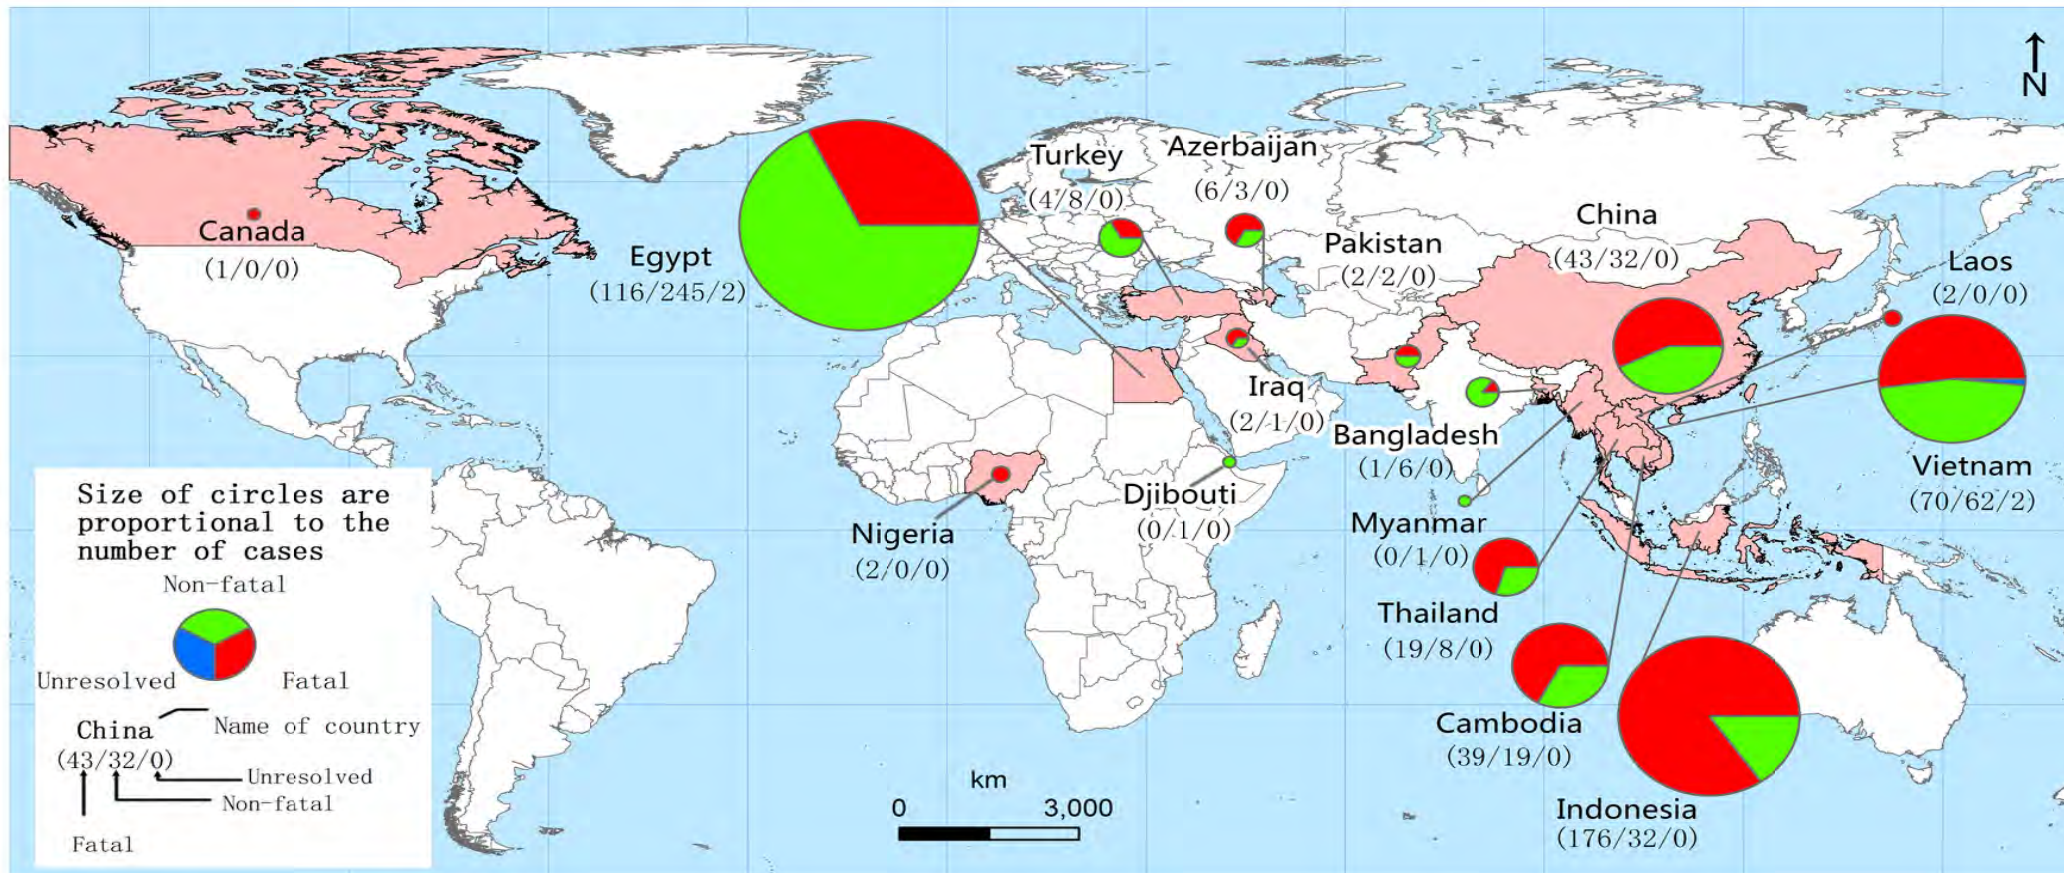 N
Turkey
(4/8/0)
Azerbaijan
(6/3/0)
China
(43/32/0)
Pakistan
(2/2/0)
Laos
(2/0/0)
Canada
(1/0/0)
Egypt
(116/245/2)
Iraq
(2/1/0)
Bangladesh
(1/6/0)
Vietnam
(70/62/2)
Djibouti
(0/1/0)
Nigeria
(2/0/0)
Myanmar
(0/1/0)
Thailand
(19/8/0)
Cambodia
(39/19/0)
Indonesia
(176/32/0)
km
0 3,000
Size of circles are
proportional to the
number of cases
Non-fatal
Unresolved Fatal
China
Name of country
(43/32/0)
Unresolved
Non-fatal
Fatal